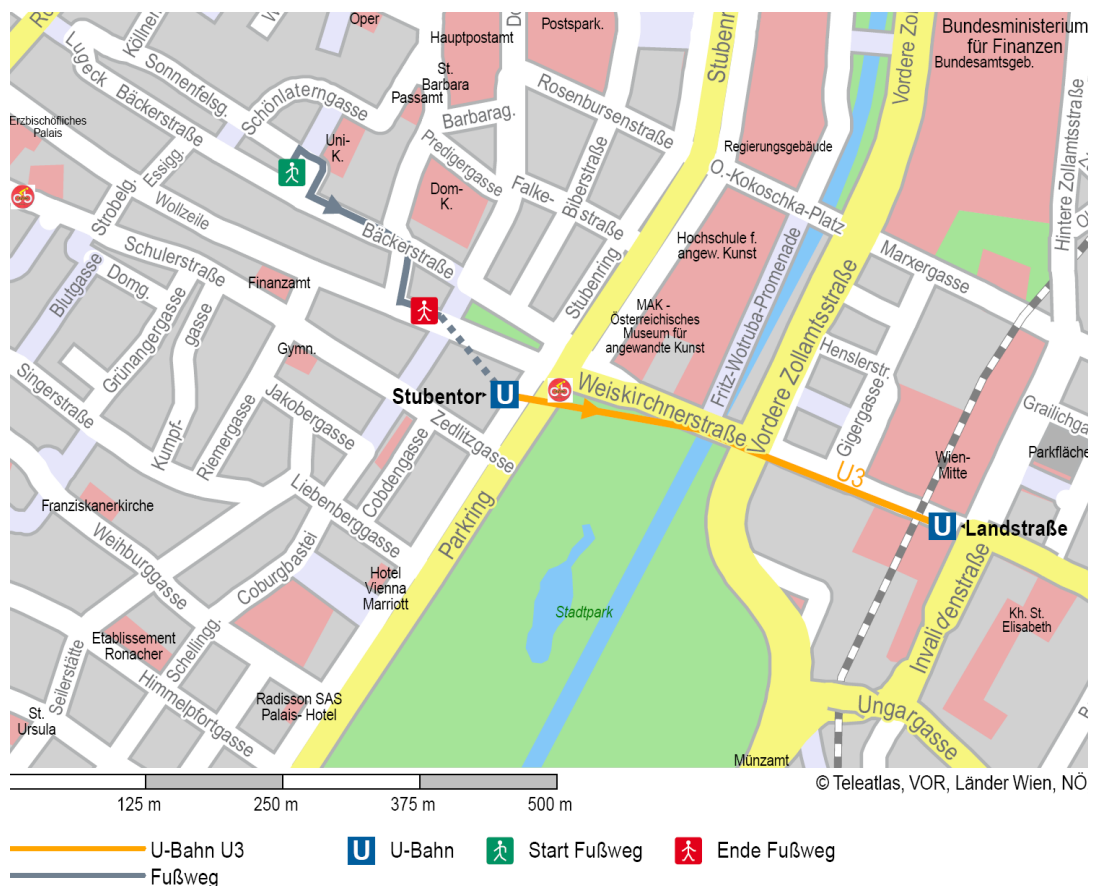 Oper
Postspark.
Hauptpostamt
Bundesministerium
für Finanzen
Bundesamtsgeb.
Vordere Zol
Stubenr
Lugeck
Sonnenfelsg.
Bäckerstraße
Schönlaterngasse
St.
Barbara
Passamt
Barbarag.
Rosenbursenstraße
Erzbischöfliches
Palais
Uni-
K.
Predigergasse
Regierungsgebäude
Hintere Zollamtsstraße
Essigg.
Strobelg.
Wollzeile
Dom-
K.
Falke-
straße
Biberstraße
O.-Kokoschka-Platz
Bäckerstraße
Hochschule f.
angew. Kunst
Marxergasse
Schulerstraße
Domg.
Blutgasse
Finanzamt
Stubenring
Fritz-Wotruba-Promenade
Vordere Zollamtsstraße
MAK -
Österreichisches
Museum für
angewandte Kunst
Grünangergasse
Kumpf-
gasse
Gymn.
Henslerstr.
Gigergasse
Singerstraße
Riemergasse
Jakobergasse
Stubentor
U
cb
cb
Weiskirchnerstraße
Grailichga
Zedlitzgasse
Cobdengasse
Liebenberggasse
U3
Wien-
Mitte
Parkfläche
Franziskanerkirche
Weihburggasse
Parkring
U
Landstraße
Coburgbastei
Hotel
Vienna
Marriott
Stadtpark
Invalidenstraße
Kh. St.
Elisabeth
Etablissement
Ronacher
Schellingg.
Seilerstätte
Himmelpfortgasse
Radisson SAS
Palais- Hotel
St.
Ursula
Ungargasse
Münzamt
© Teleatlas, VOR, Länder Wien, NÖ
125 m 250 m 375 m 500 m
U-Bahn U3 U U-Bahn Start Fußweg Ende Fußweg
Fußweg